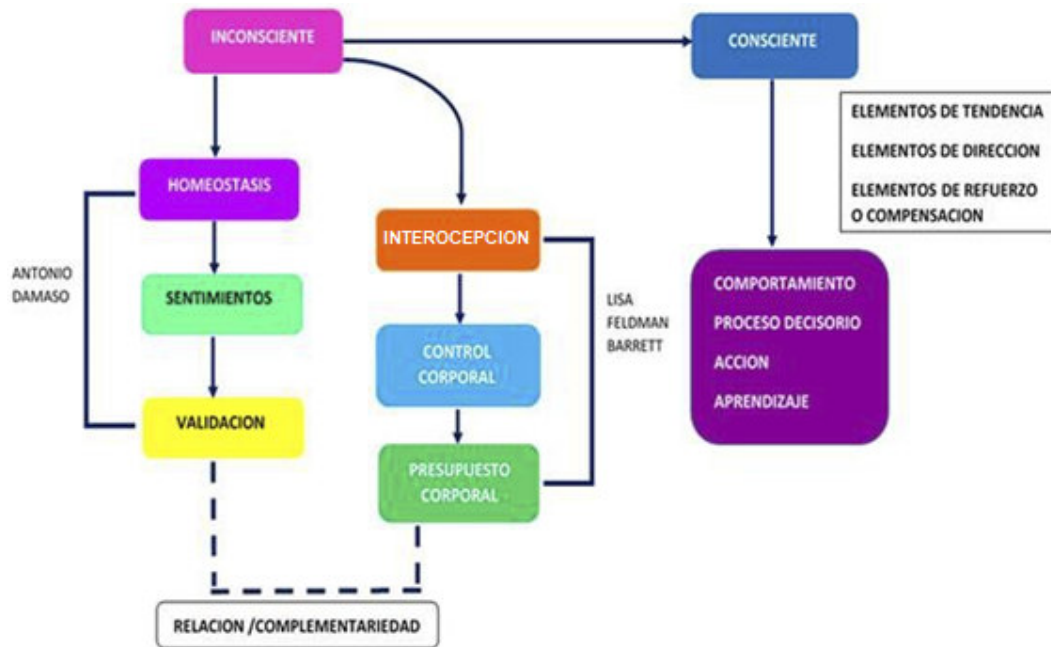 INCONSCIENTE
CONSCIENTE
ELEMENTOS DE TENDENCIA
ELEMENTOS DE DIRECCION
ELEMENTOS DE REFUERZO
O COMPENSACION
HOMEOSTASIS
SENTIMIENTOS
VALIDACION
ANTONIO
DAMASO
INTEROCEPCION
CONTROL
CORPORAL
PRESUPUESTO
CORPORAL
LISA
FELDMAN
BARRETT
COMPORTAMIENTO
PROCESO DECISORIO
ACCION
APRENDIZAJE
RELACION /COMPLEMENTARIEDAD